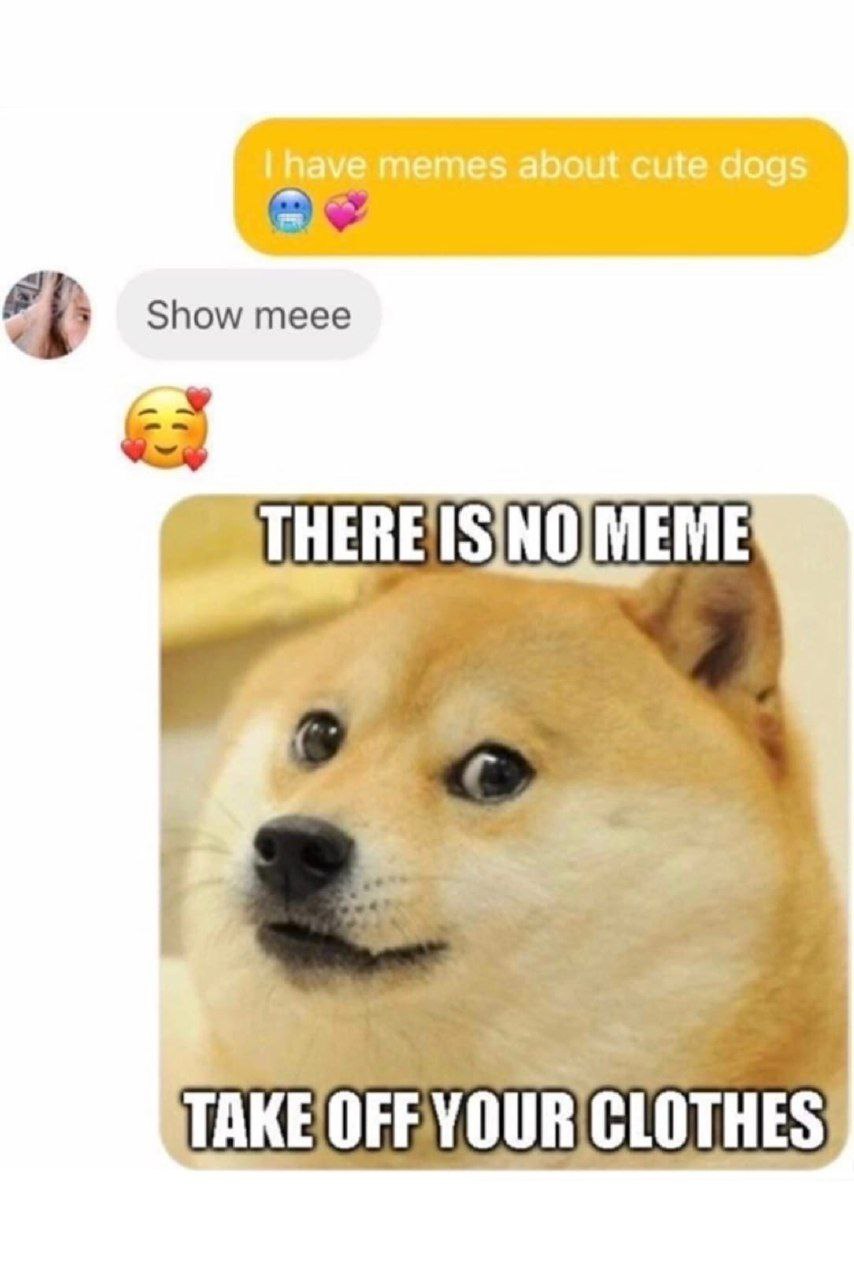 I have memes about cute dogs
🥶💞
Show meee
🥰
THERE IS NO MEME
TAKE OFF YOUR CLOTHES